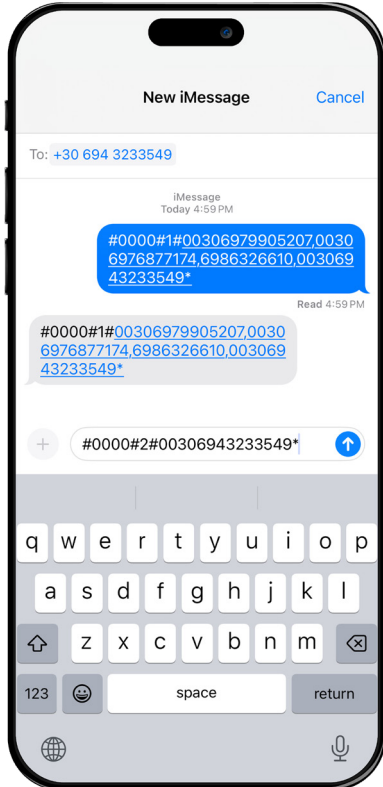 New iMessage
Cancel
To: +30 694 3233549
iMessage
Today 4:59 PM
#0000#1#00306979905207,0030
6976877174,6986326610,003069
43233549*
Read 4:59 PM
#0000#1#00306979905207,0030
6976877174,6986326610,003069
43233549*
#0000#2#00306943233549*
q w e r t y u i o p
a s d f g h j k l
z x c v b n m
123 space return